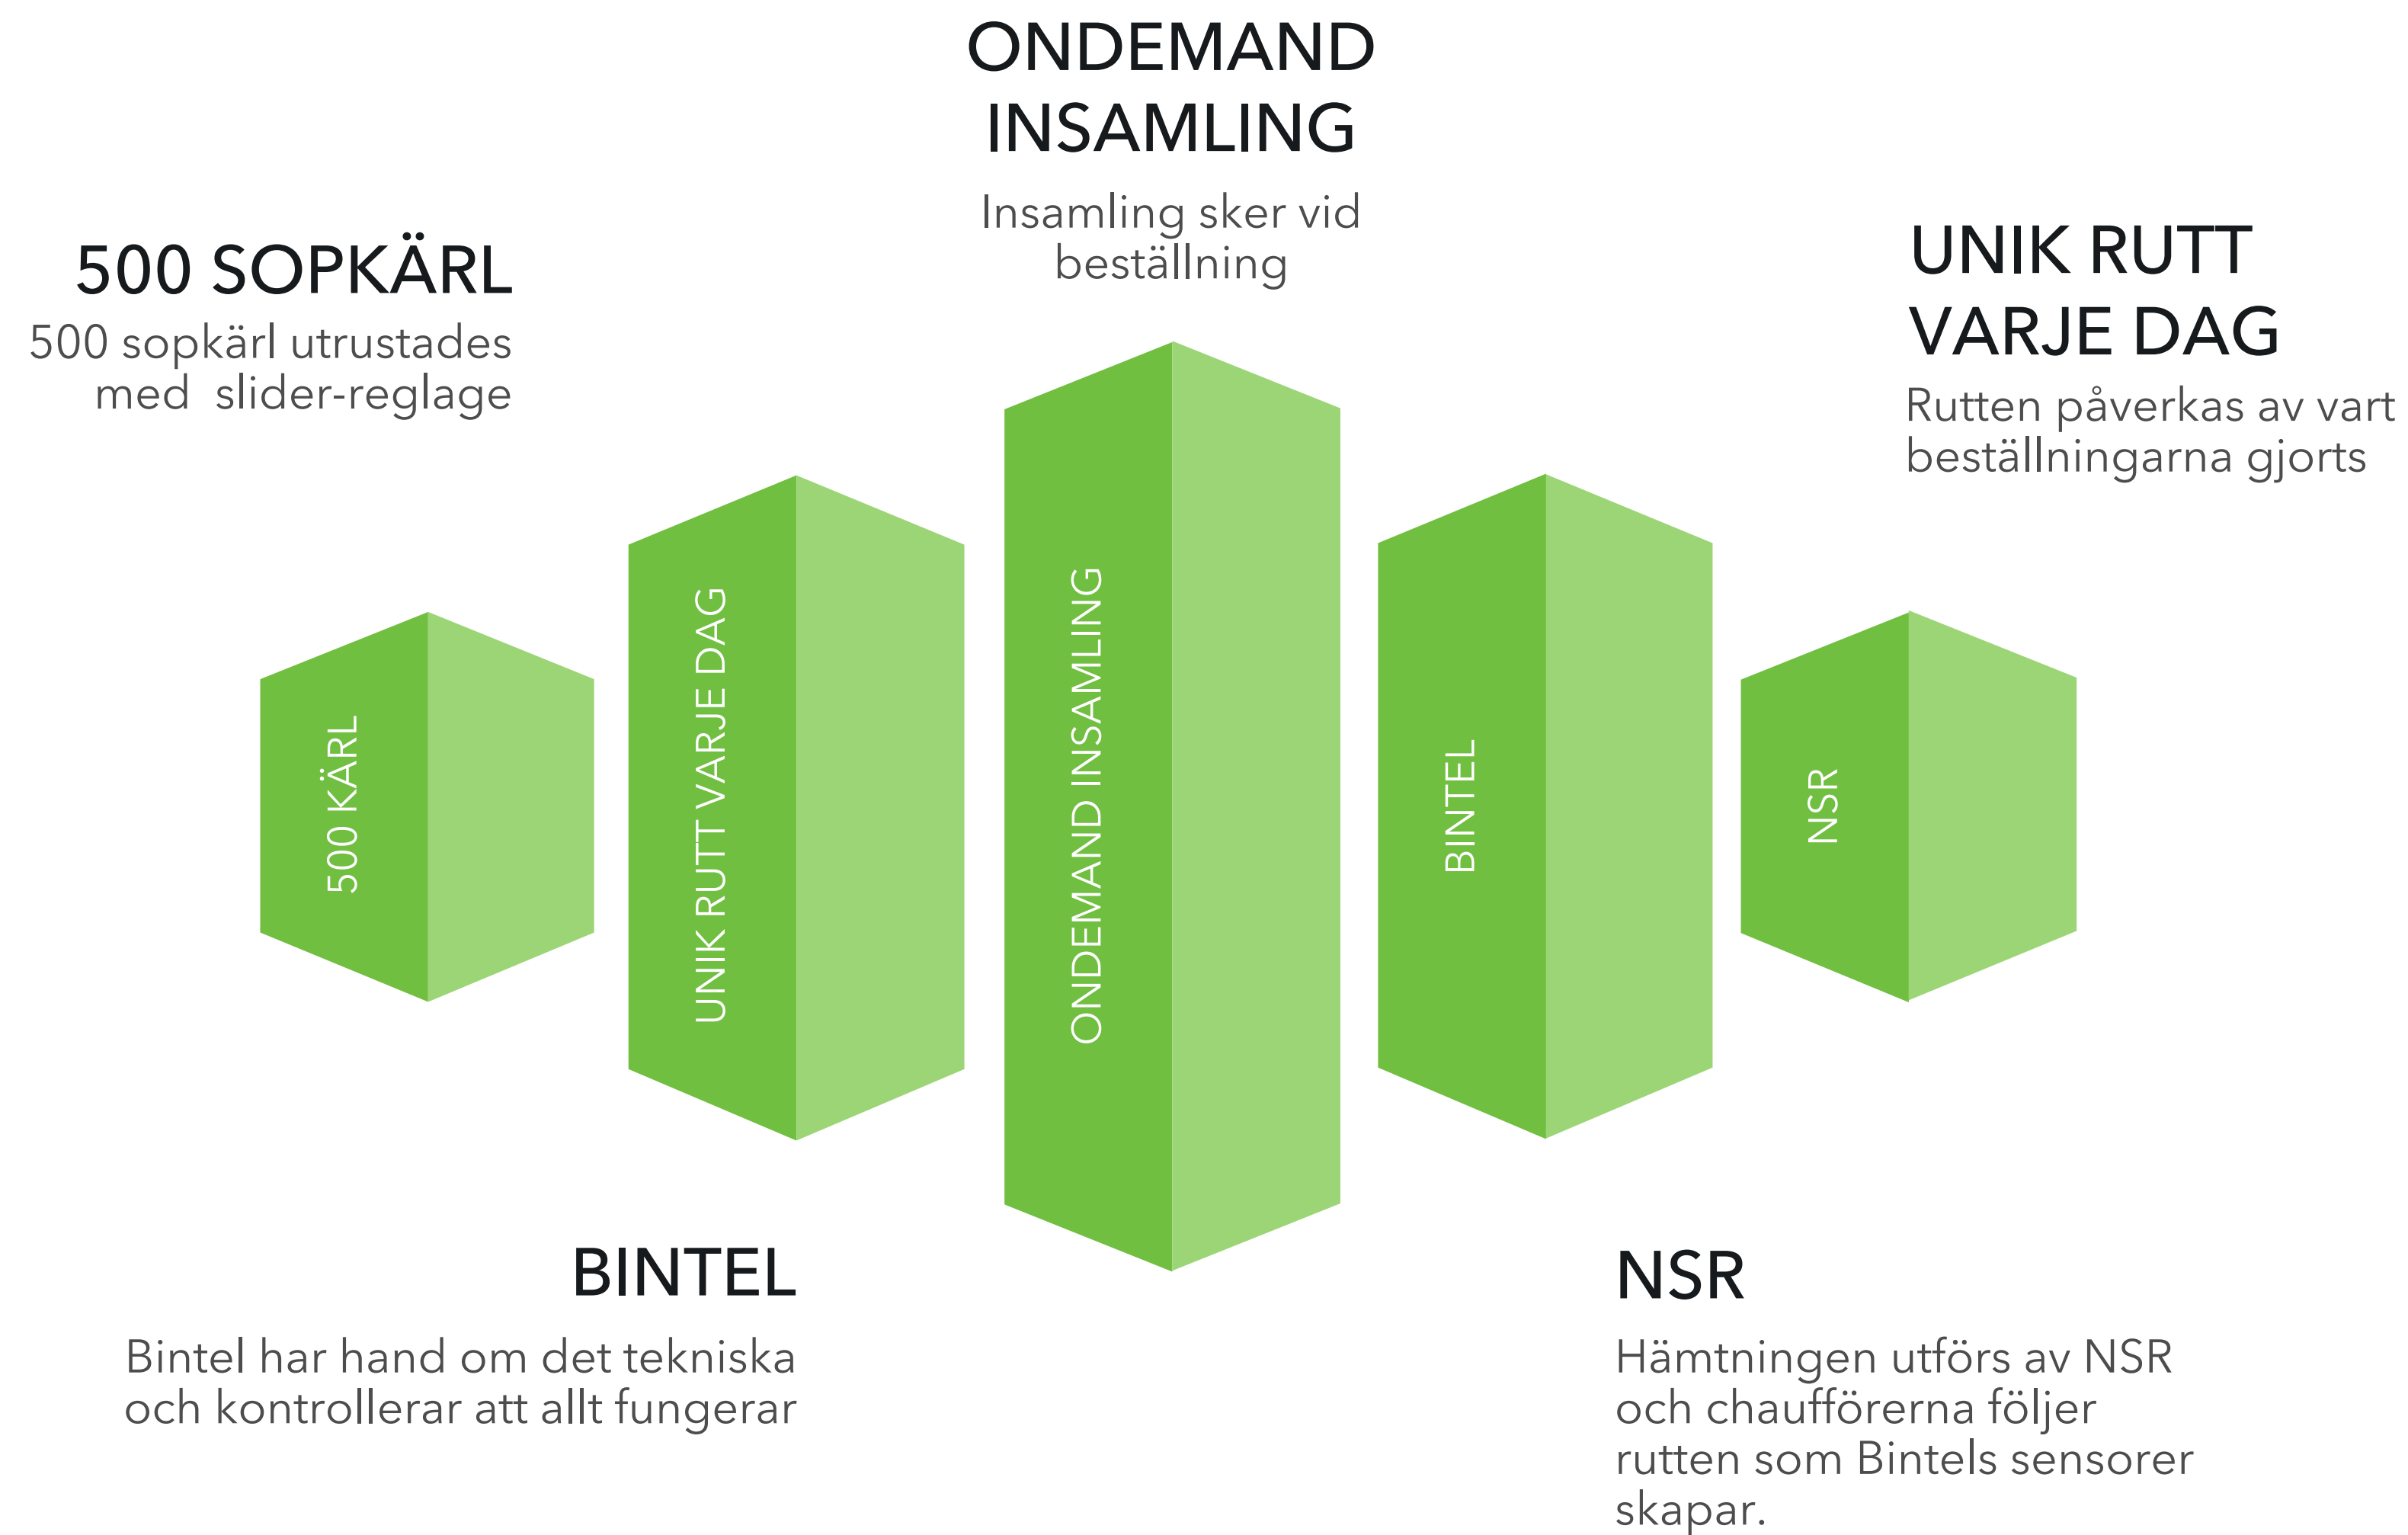 ONDEMAND
INSAMLING
Insamling sker vid
beställning
500 SOPKÄRL
500 sopkärl utrustades
med slider-reglage
UNIK RUTT
VARJE DAG
Rutten påverkas av vart
beställningarna gjorts
500 KÄRL
UNIK RUTT VARJE DAG
ONDEMAND INSAMLING
BINTEL
NSR
BINTEL
Bintel har hand om det tekniska
och kontrollerar att allt fungerar
NSR
Hämtningen utförs av NSR
och chaufförerna följer
rutten som Bintels sensorer
skapar.